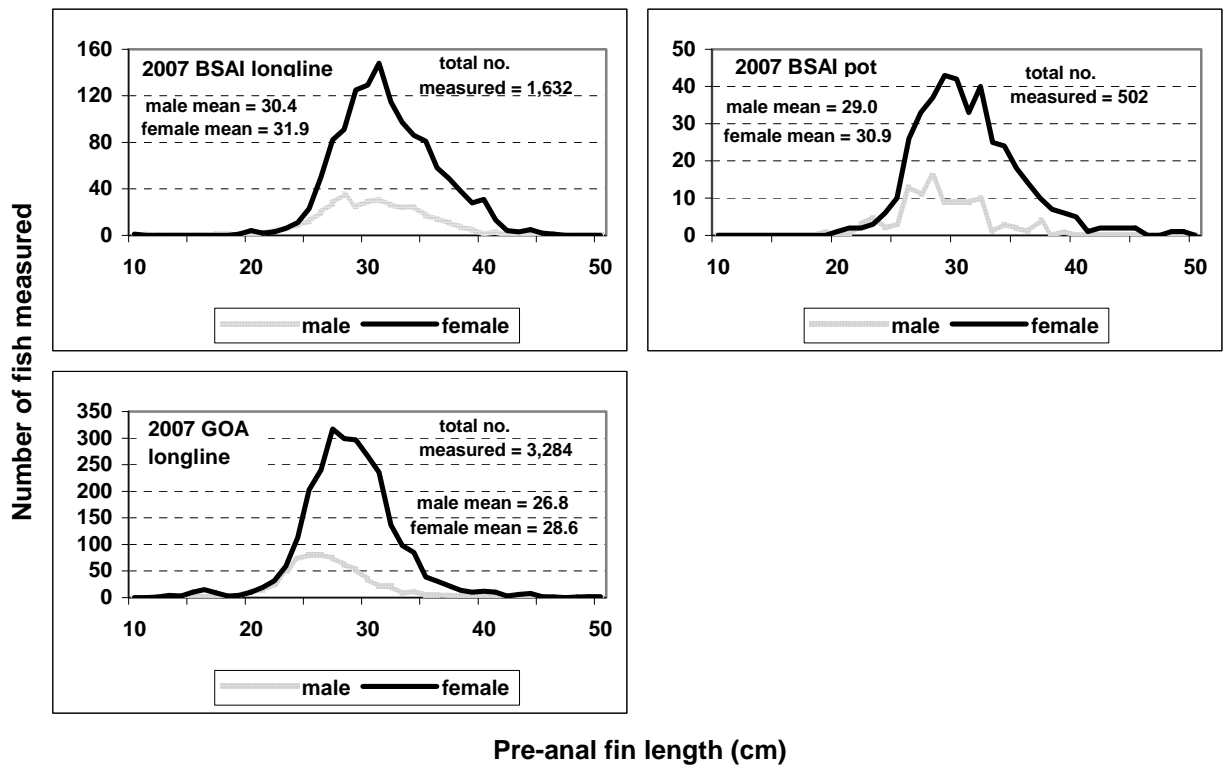 Number of fish measured
2007 BSAI longline
total no.
measured = 1,632
male mean = 30.4
female mean = 31.9
160
120
80
40
0
10 20 30 40 50
male female
2007 BSAI pot
total no.
measured = 502
male mean = 29.0
female mean = 30.9
50
40
30
20
10
0
10 20 30 40 50
male female
2007 GOA
longline
total no.
measured = 3,284
male mean = 26.8
female mean = 28.6
350
300
250
200
150
100
50
0
10 20 30 40 50
male female
Pre-anal fin length (cm)